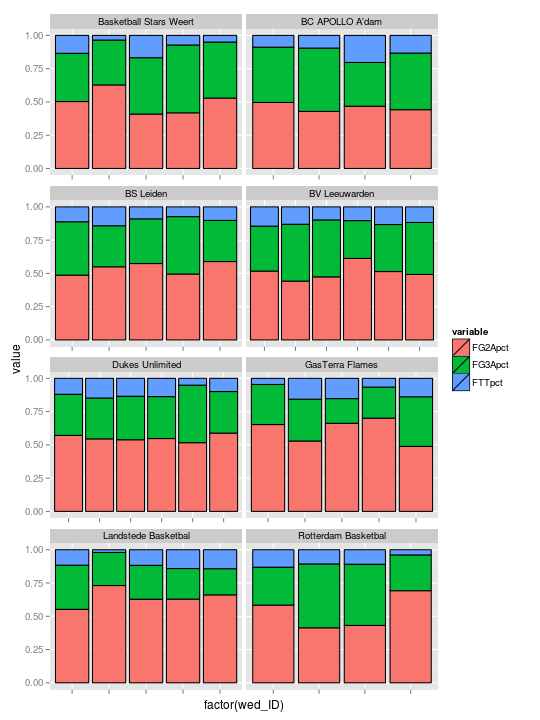 Basketball Stars Weert
BC APOLLO A'dam
1.00
0.75
0.50
0.25
0.00
BS Leiden
BV Leeuwarden
1.00
0.75
0.50
0.25
0.00
value
variable
FG2Apct
FG3Apct
FTTpct
Dukes Unlimited
GasTerra Flames
1.00
0.75
0.50
0.25
0.00
Landstede Basketbal
Rotterdam Basketbal
1.00
0.75
0.50
0.25
0.00
factor(wed_ID)